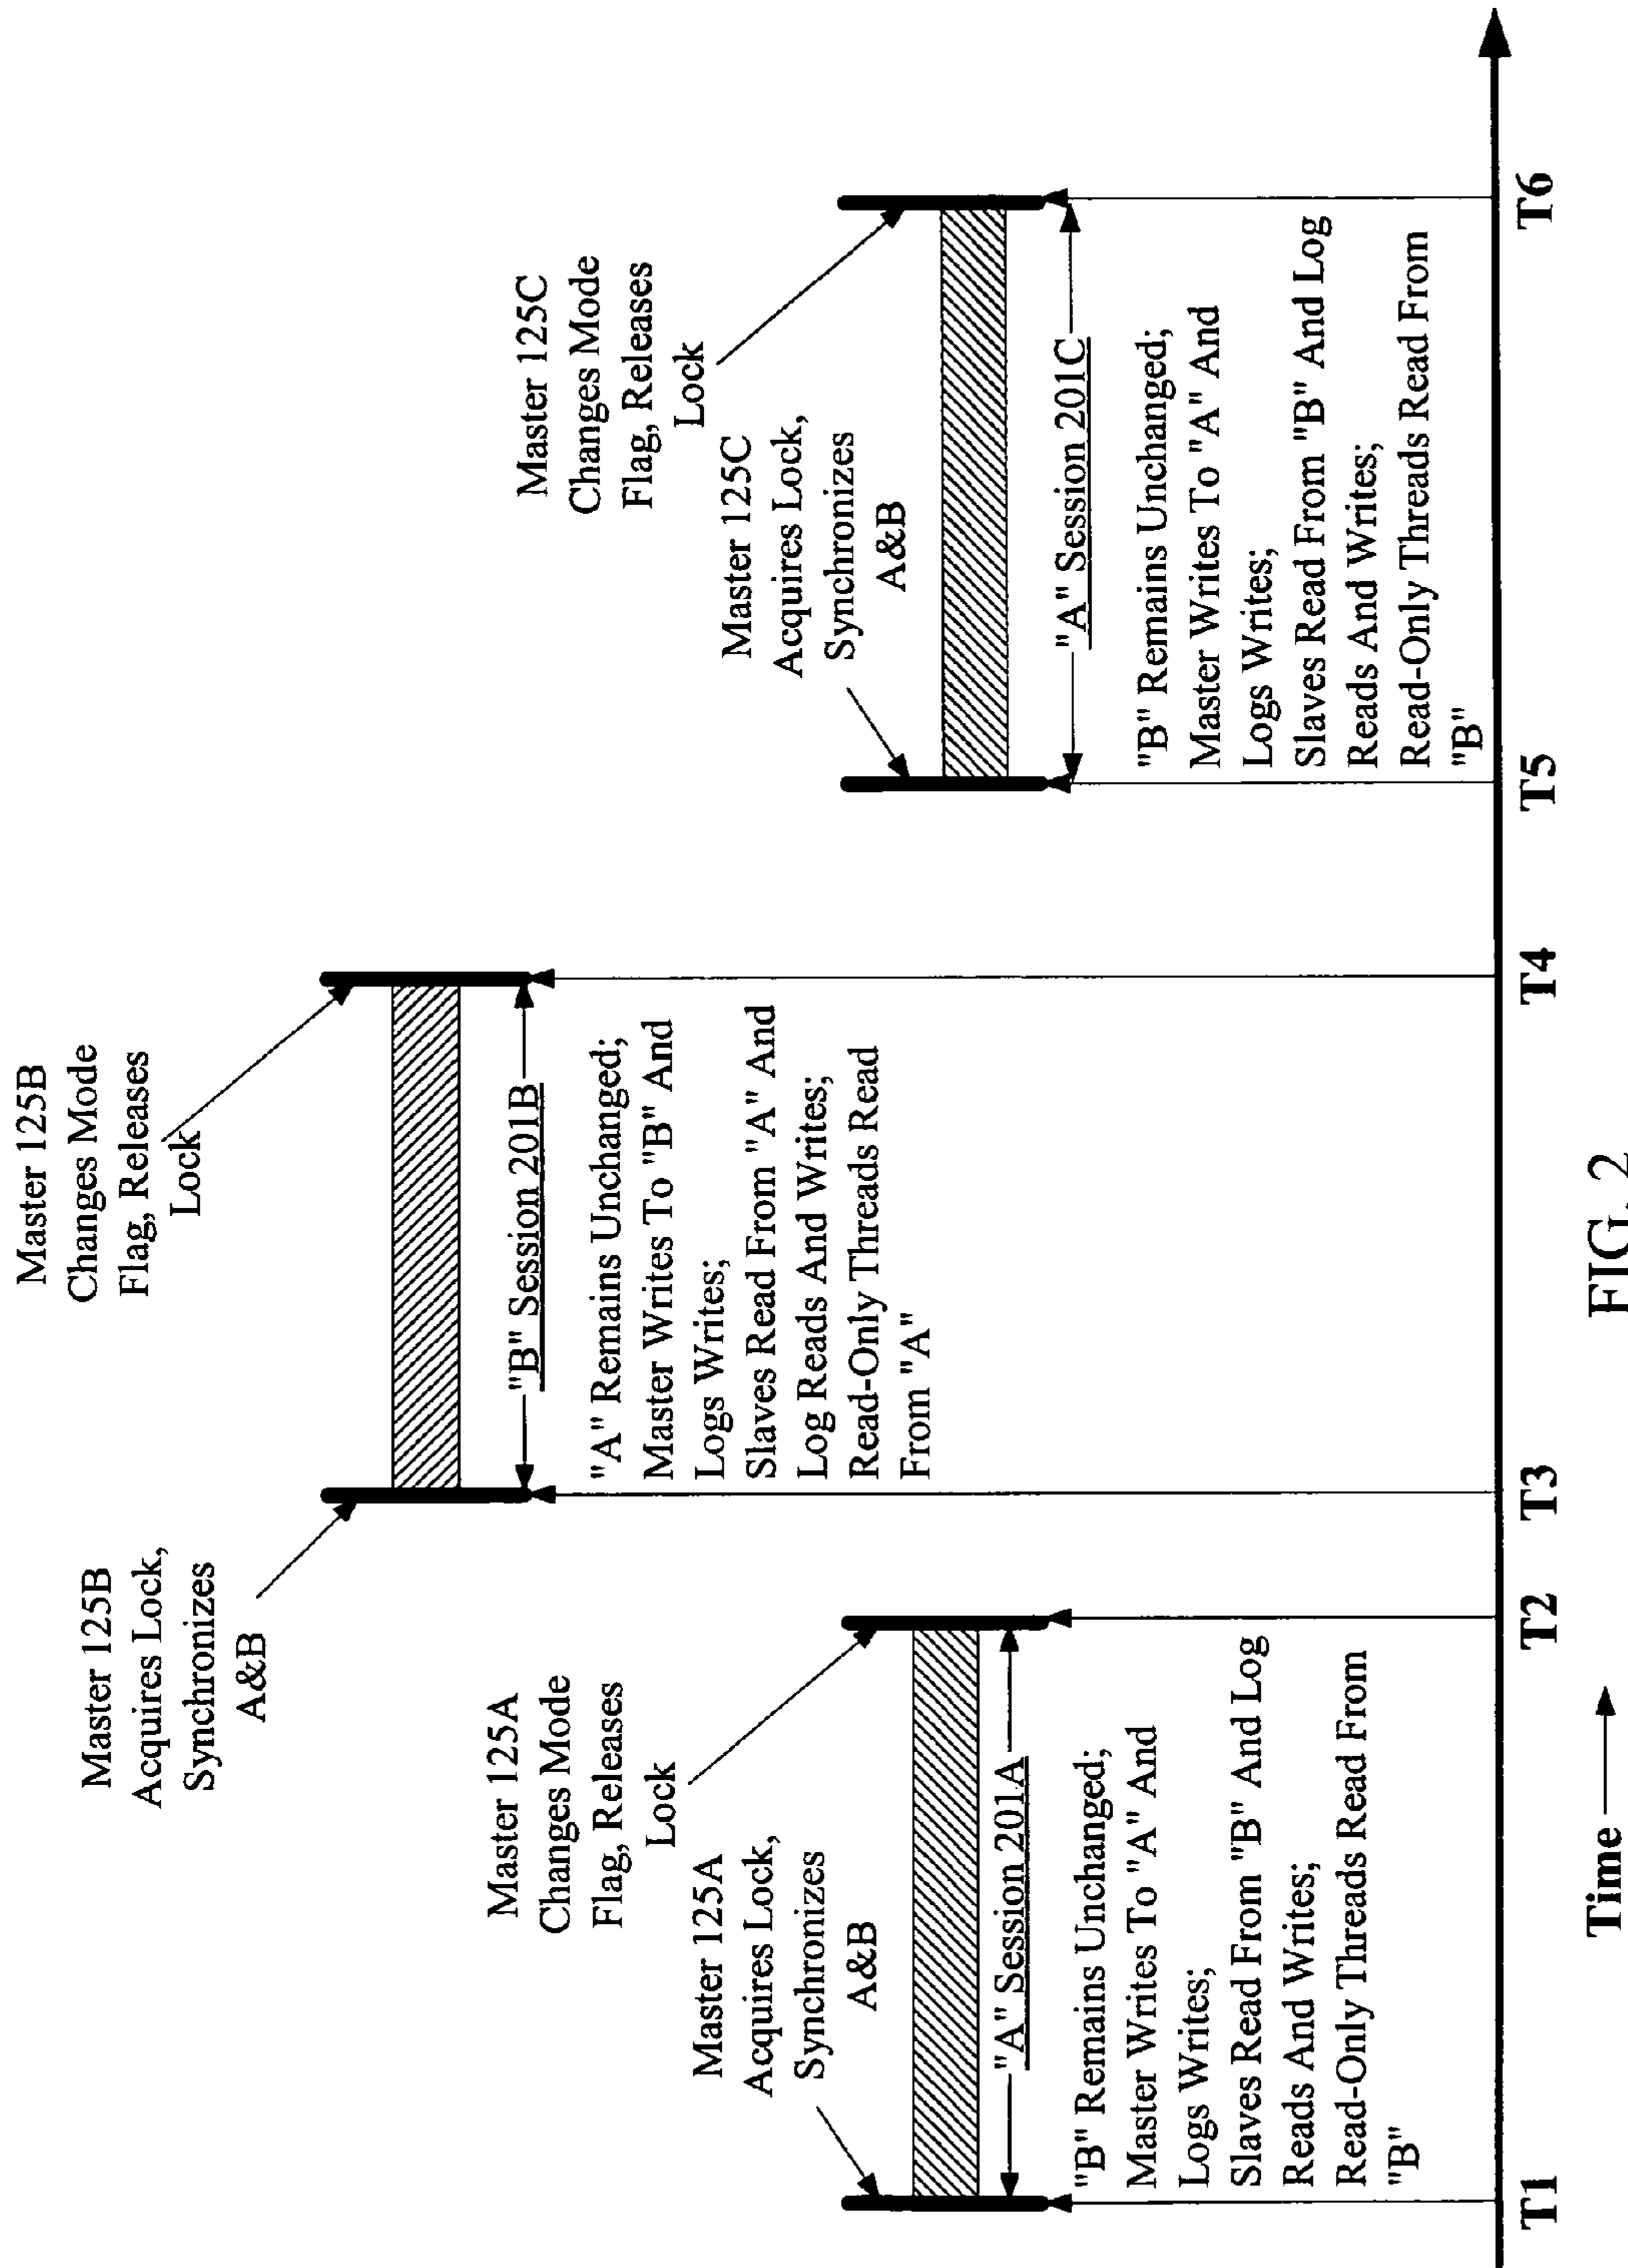 Master 125A
Acquires Lock,
Synchronizes
A&B
Master 125A
Changes Mode
Flag, Releases
Lock
"A" Session 201A
"B" Remains Unchanged;
Master Writes To "A" And
Logs Writes;
Slaves Read From "B" And Log
Reads And Writes;
Read-Only Threads Read From
"B"
Master 125B
Acquires Lock,
Synchronizes
A&B
Master 125B
Changes Mode
Flag, Releases
Lock
"B" Session 201B
"A" Remains Unchanged;
Master Writes To "B" And
Logs Writes;
Slaves Read From "A" And
Log Reads And Writes;
Read-Only Threads Read
From "A"
Master 125C
Acquires Lock,
Synchronizes
A&B
Master 125C
Changes Mode
Flag, Releases
Lock
"A" Session 201C
"B" Remains Unchanged;
Master Writes To "A" And
Logs Writes;
Slaves Read From "B" And Log
Reads And Writes;
Read-Only Threads Read From
"B"
T1
T2
T3
T4
T5
T6
Time
FIG. 2